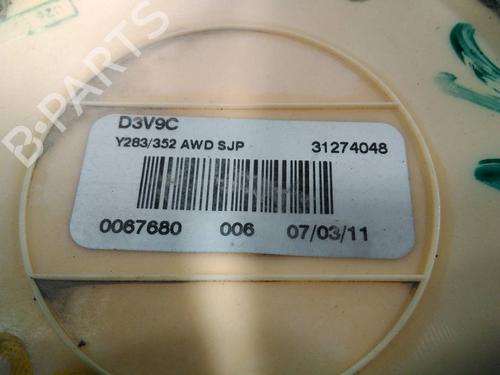 B-PARTS
D3V9C
Y283/352 AWD SJP 31274048
0067680 006 07/03/11